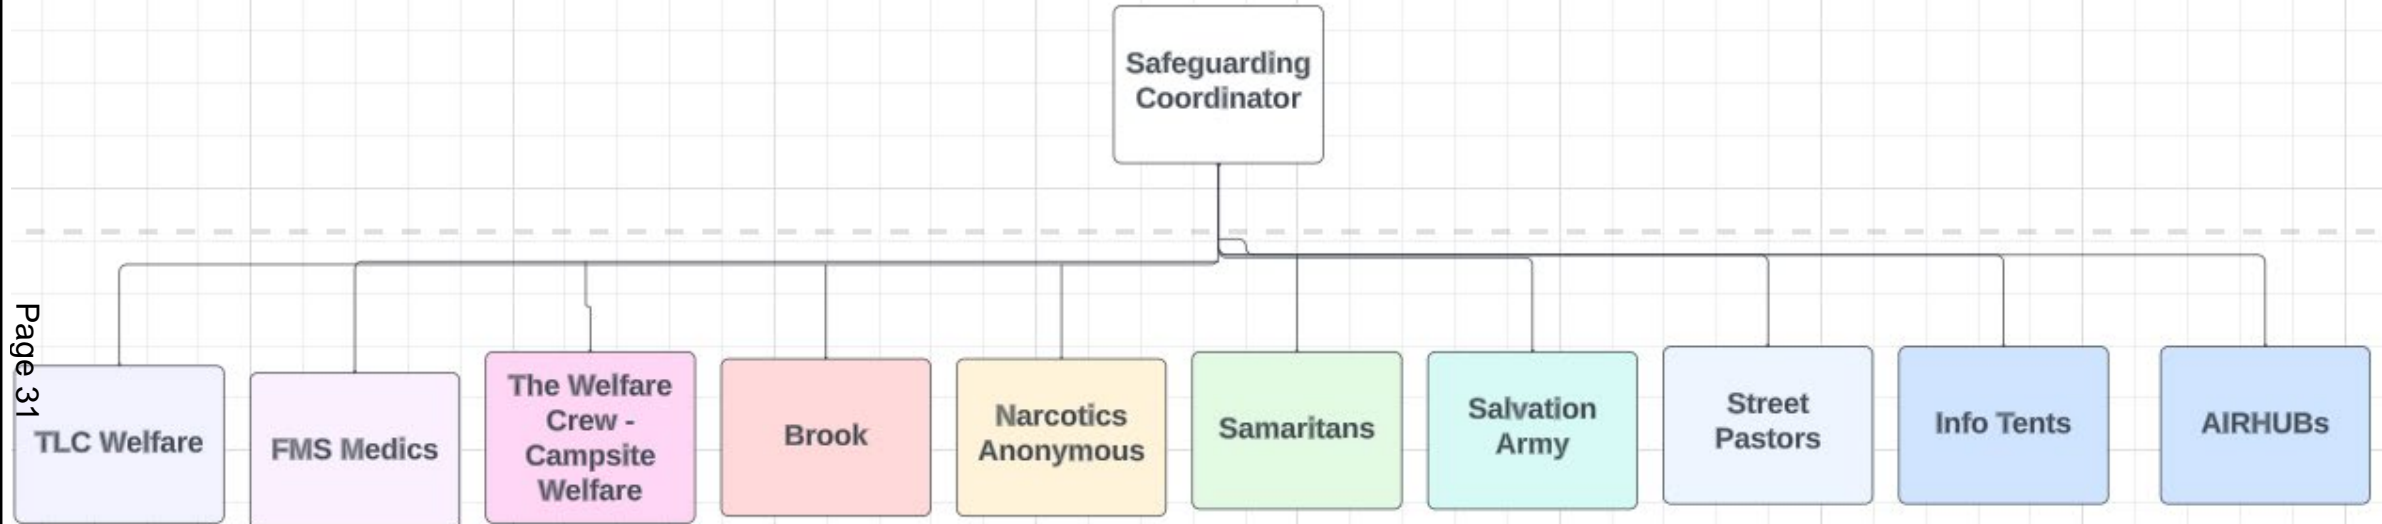 Safeguarding
Coordinator
Page 31
TLC Welfare
FMS Medics
The Welfare
Crew -
Campsite
Welfare
Brook
Narcotics
Anonymous
Samaritans
Salvation
Army
Street
Pastors
Info Tents
AIRHUBs